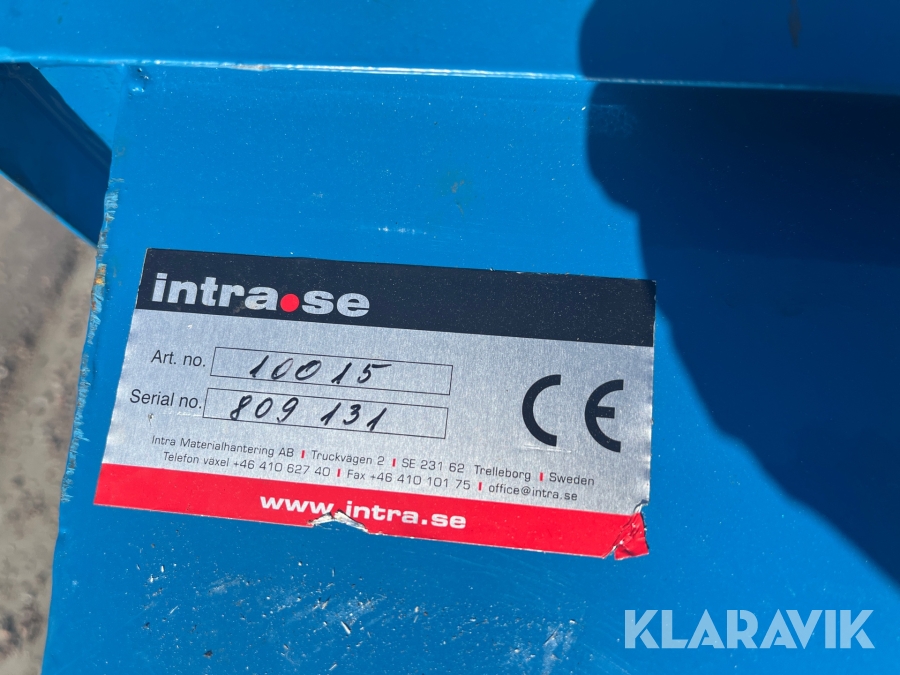 intra.se
Art. no. 10015
Serial no. 809 131
CE
Intra Materialhantering AB | Truckvägen 2 | SE 231 62 Trelleborg | Sweden
Telefon växel +46 410 627 40 | Fax +46 410 101 75 | office@intra.se
www.intra.se
KLARAVIK